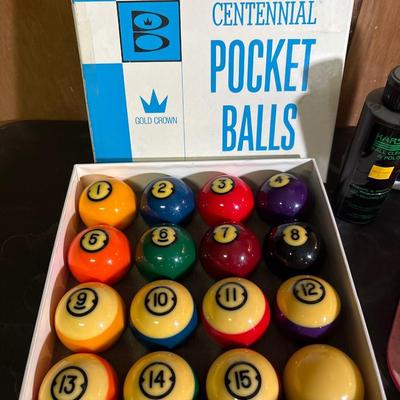 CENTENNIAL
POCKET
BALLS
GOLD CROWN
1 2 3 4
5 6 7 8
9 10 11 12
13 14 15